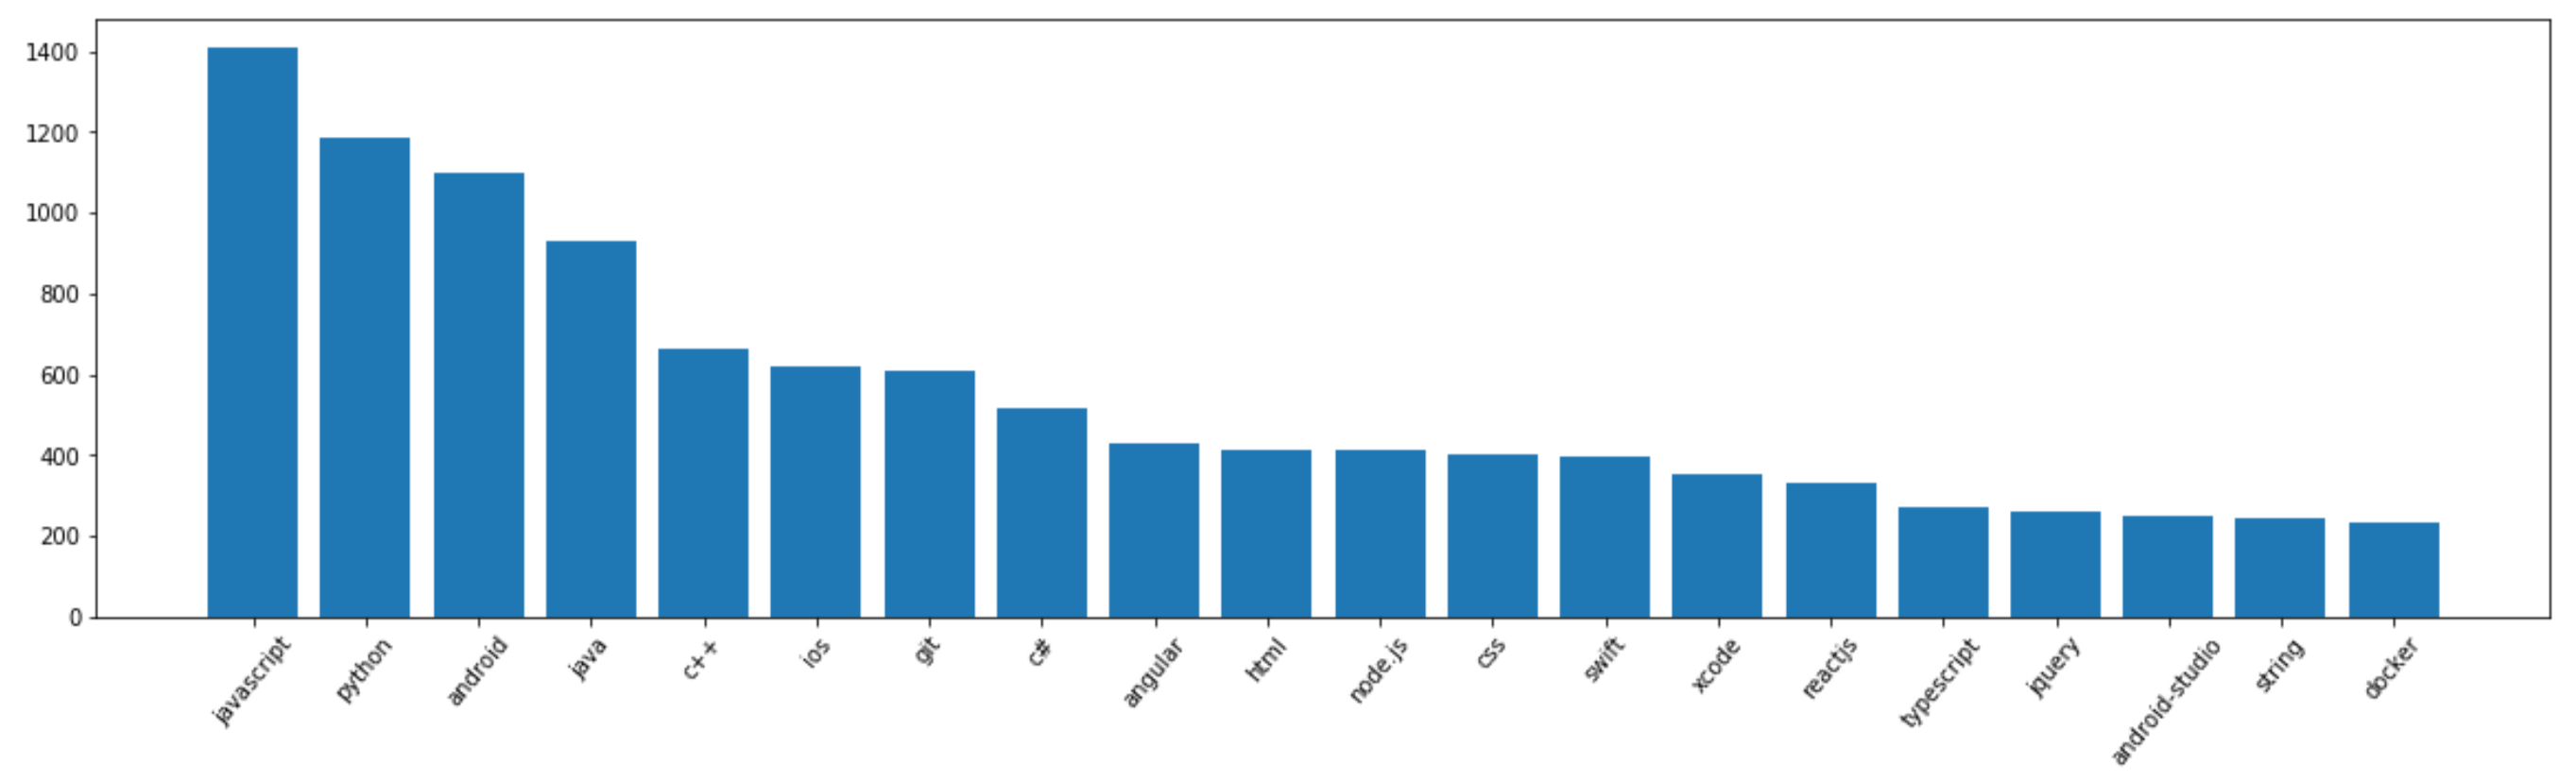 1400
1200
1000
800
600
400
200
0
javascript
python
android
java
c++
ios
git
c#
angular
html
node.js
css
swift
xcode
reactjs
typescript
jquery
android-studio
string
docker